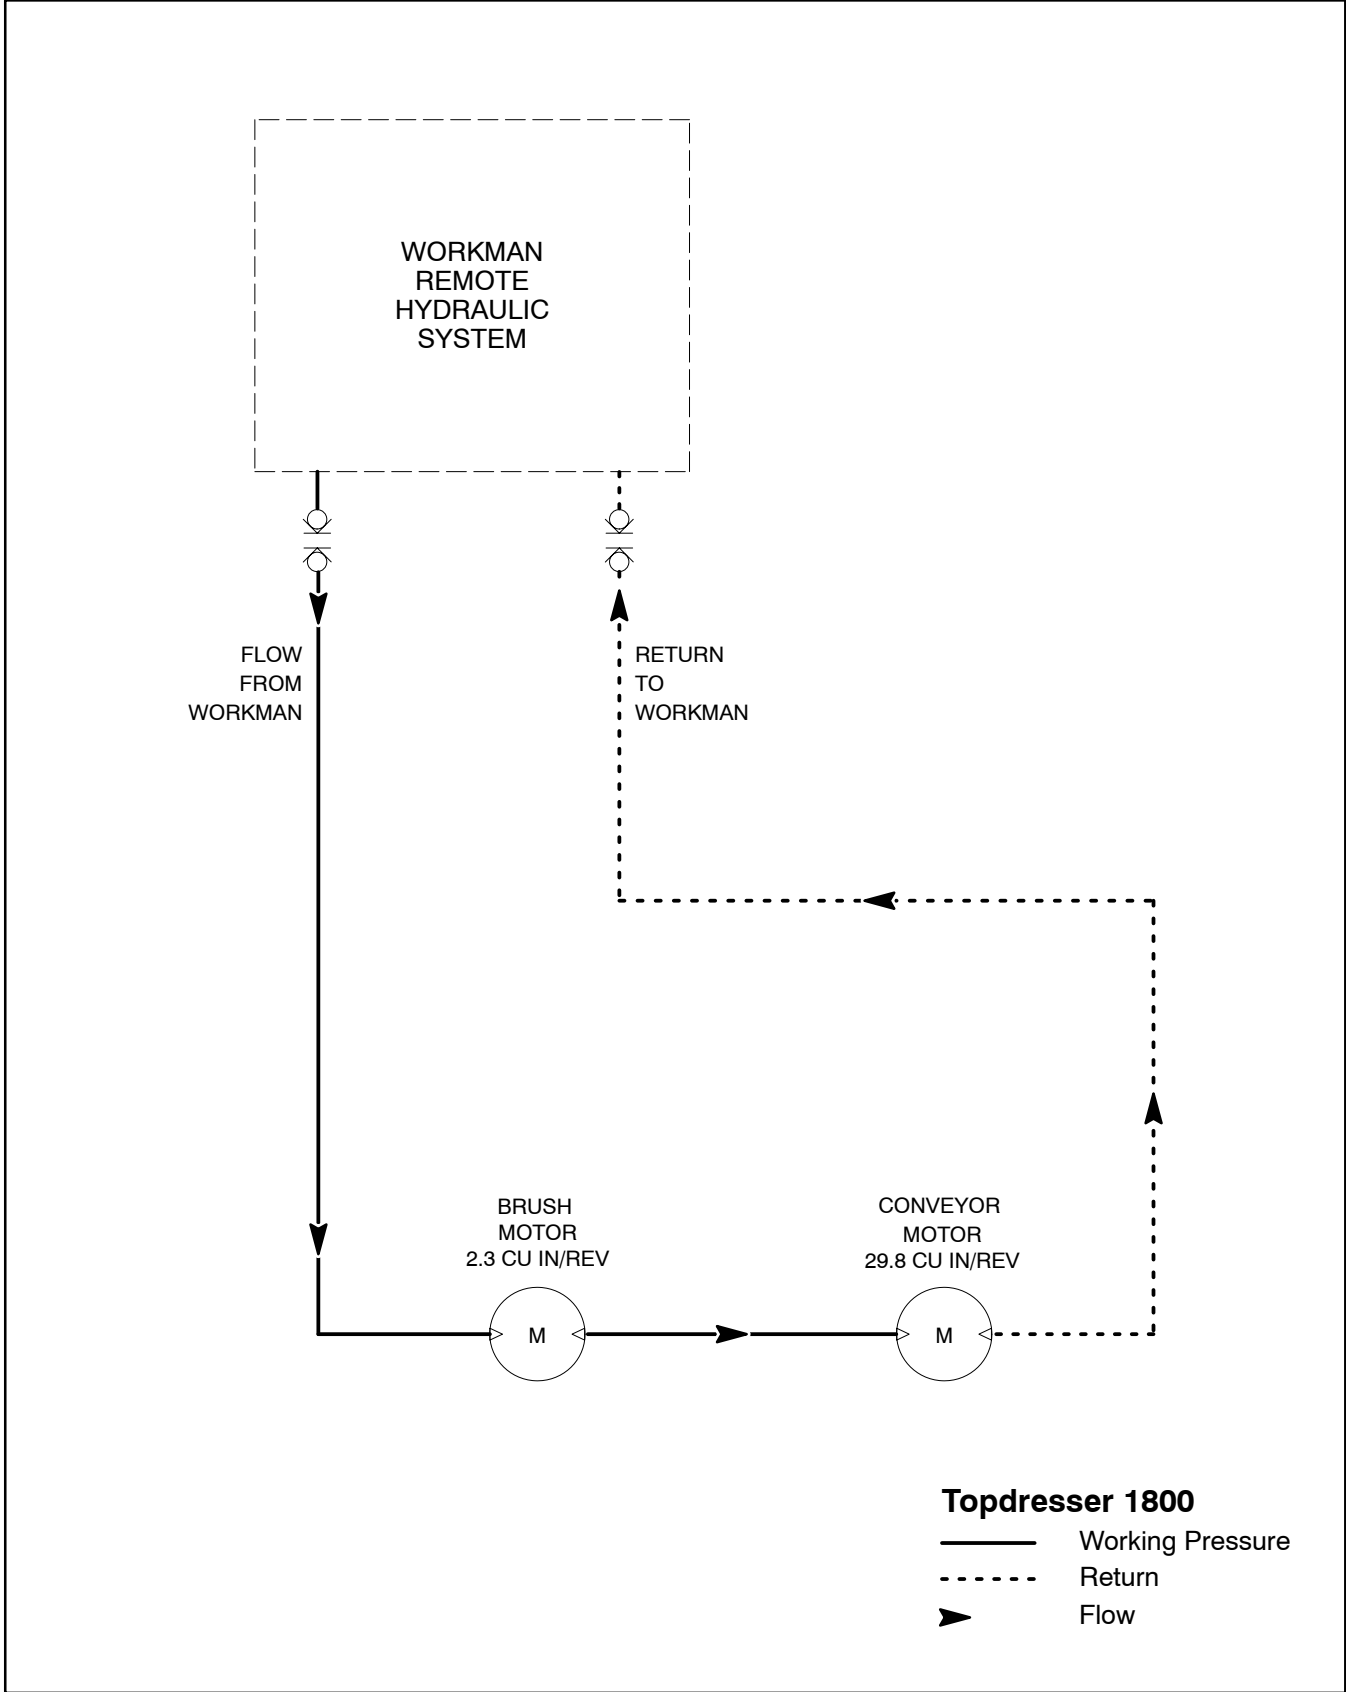 WORKMAN
REMOTE
HYDRAULIC
SYSTEM
FLOW
FROM
WORKMAN
RETURN
TO
WORKMAN
BRUSH
MOTOR
2.3 CU IN/REV
CONVEYOR
MOTOR
29.8 CU IN/REV
M
M
Topdresser 1800
Working Pressure
Return
Flow